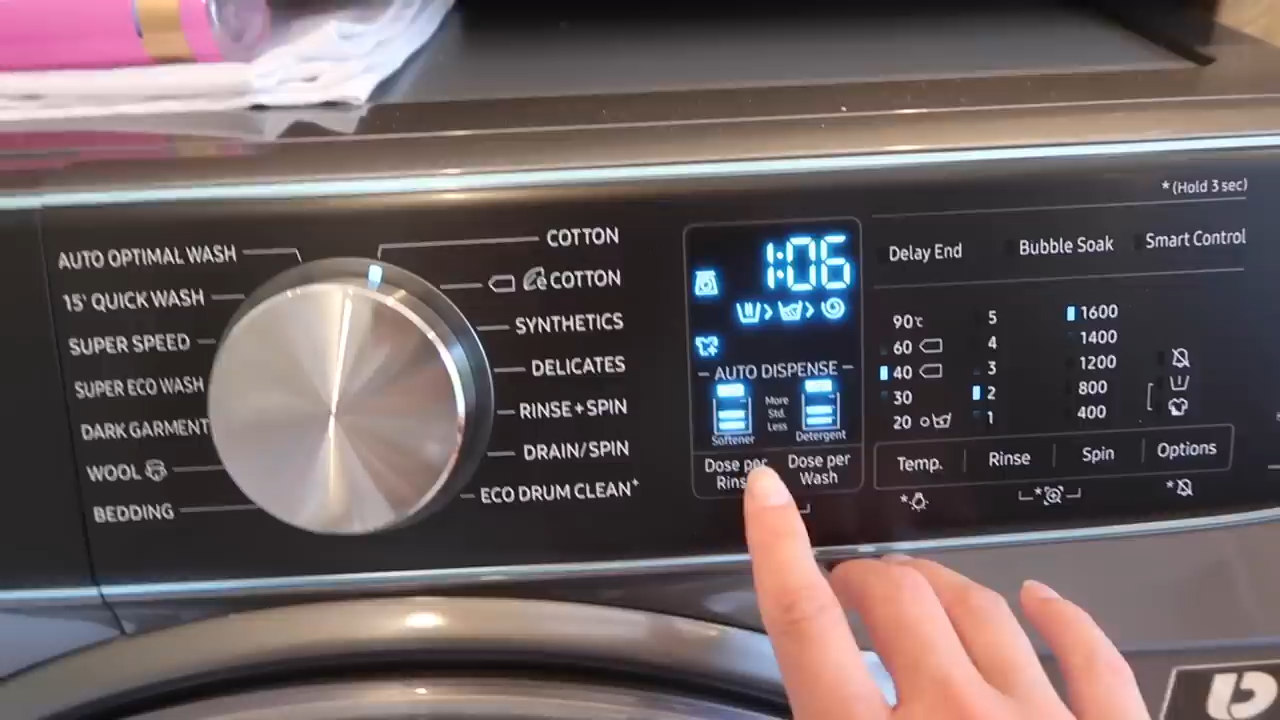 * (Hold 3 sec)
AUTO OPTIMAL WASH
15' QUICK WASH
SUPER SPEED
SUPER ECO WASH
DARK GARMENT
WOOL
BEDDING
COTTON
e COTTON
SYNTHETICS
DELICATES
RINSE+SPIN
DRAIN/SPIN
ECO DRUM CLEAN*
1:06
AUTO DISPENSE
More
Std.
Less
Softener
Detergent
Dose per
Rins
Dose per
Wash
Delay End
Bubble Soak
Smart Control
90℃ 5 1600
60 4 1400
40 3 1200
30 2 800
20 1 400
Temp. Rinse Spin Options
* * *